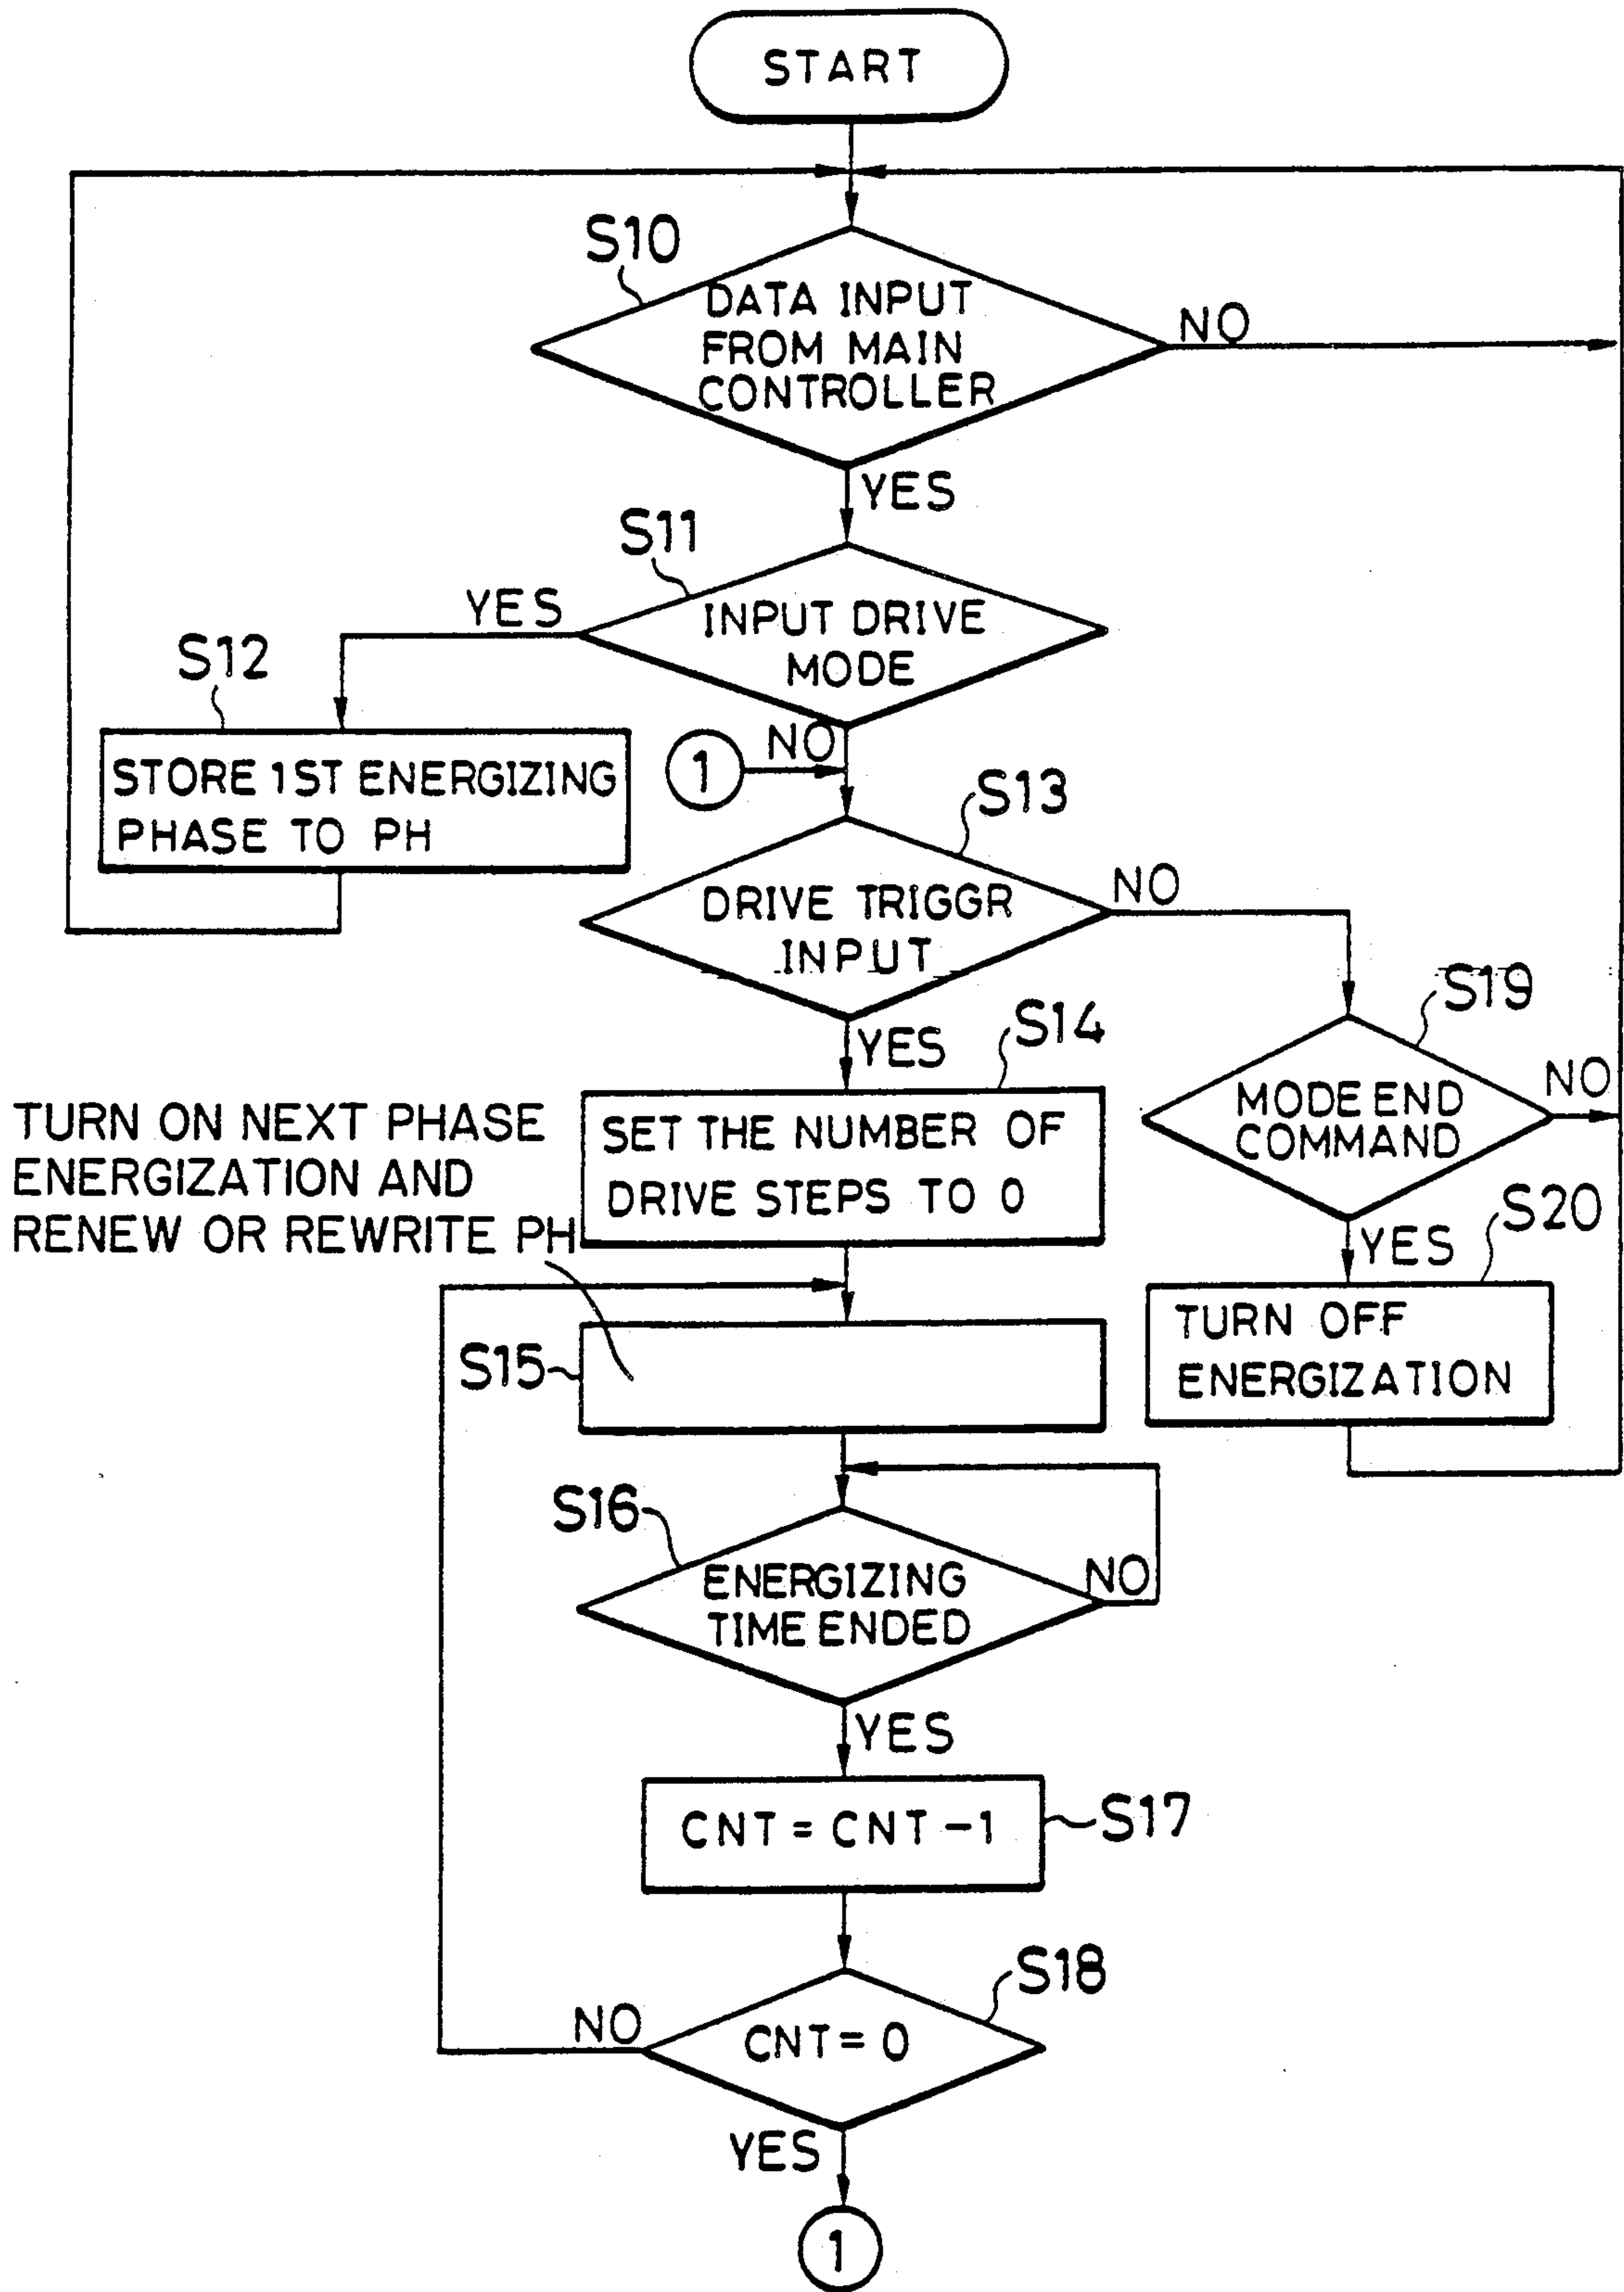 START
S10
DATA INPUT
FROM MAIN
CONTROLLER
NO
YES
S11
INPUT DRIVE
MODE
YES
S12
STORE 1ST ENERGIZING
PHASE TO PH
NO
1
S13
DRIVE TRIGGR
INPUT
NO
YES
S14
SET THE NUMBER OF
DRIVE STEPS TO 0
S19
MODE END
COMMAND
NO
YES
S20
TURN OFF
ENERGIZATION
TURN ON NEXT PHASE
ENERGIZATION AND
RENEW OR REWRITE PH
S15
S16
ENERGIZING
TIME ENDED
NO
YES
CNT = CNT -1
S17
S18
CNT = 0
NO
YES
1